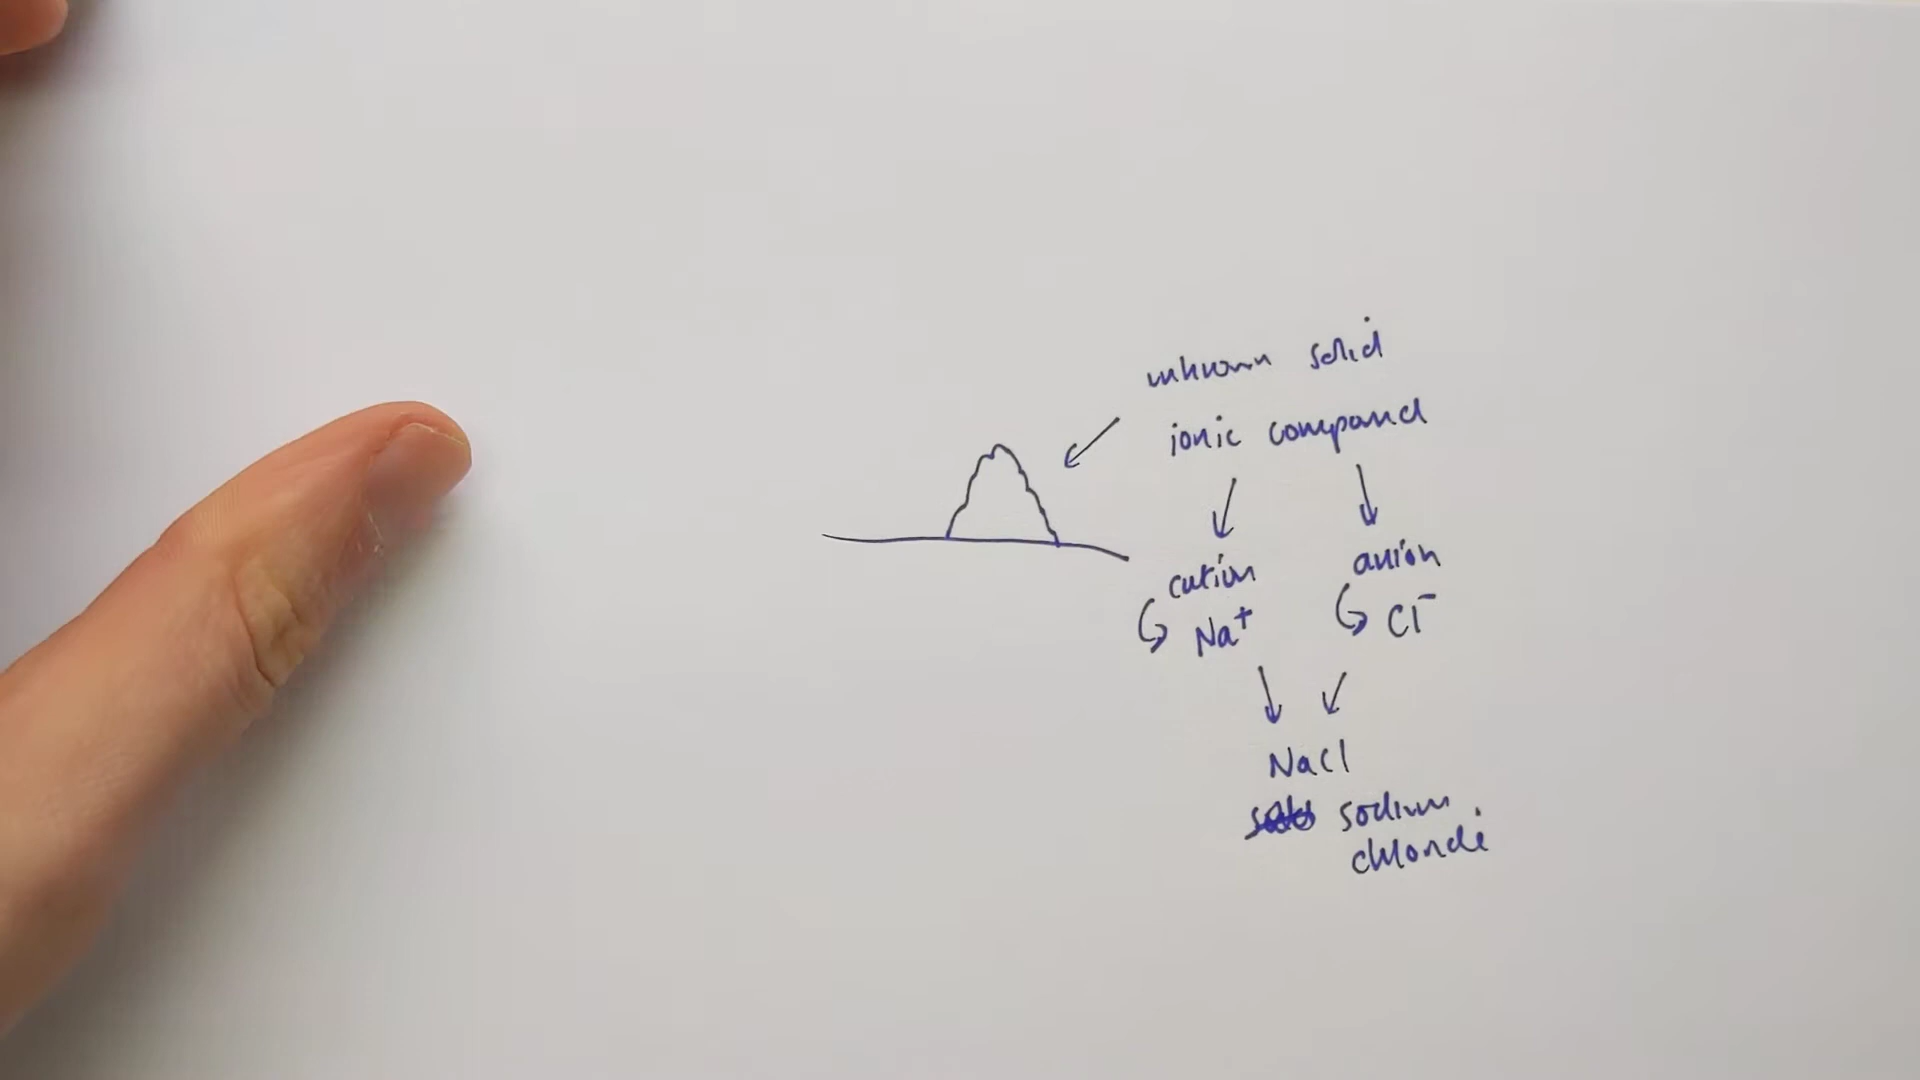 unknown solid
ionic compound
cation anion
Na⁺ Cl⁻
NaCl
sodium
chloride